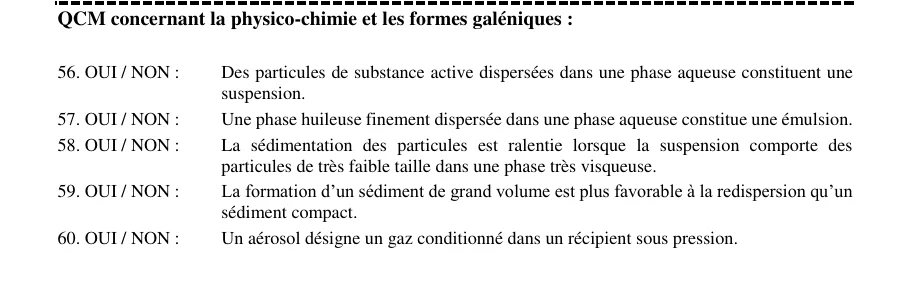 QCM concernant la physico-chimie et les formes galéniques :
56. OUI / NON : Des particules de substance active dispersées dans une phase aqueuse constituent une
suspension.
57. OUI / NON : Une phase huileuse finement dispersée dans une phase aqueuse constitue une émulsion.
58. OUI / NON : La sédimentation des particules est ralentie lorsque la suspension comporte des
particules de très faible taille dans une phase très visqueuse.
59. OUI / NON : La formation d'un sédiment de grand volume est plus favorable à la redispersion qu'un
sédiment compact.
60. OUI / NON : Un aérosol désigne un gaz conditionné dans un récipient sous pression.